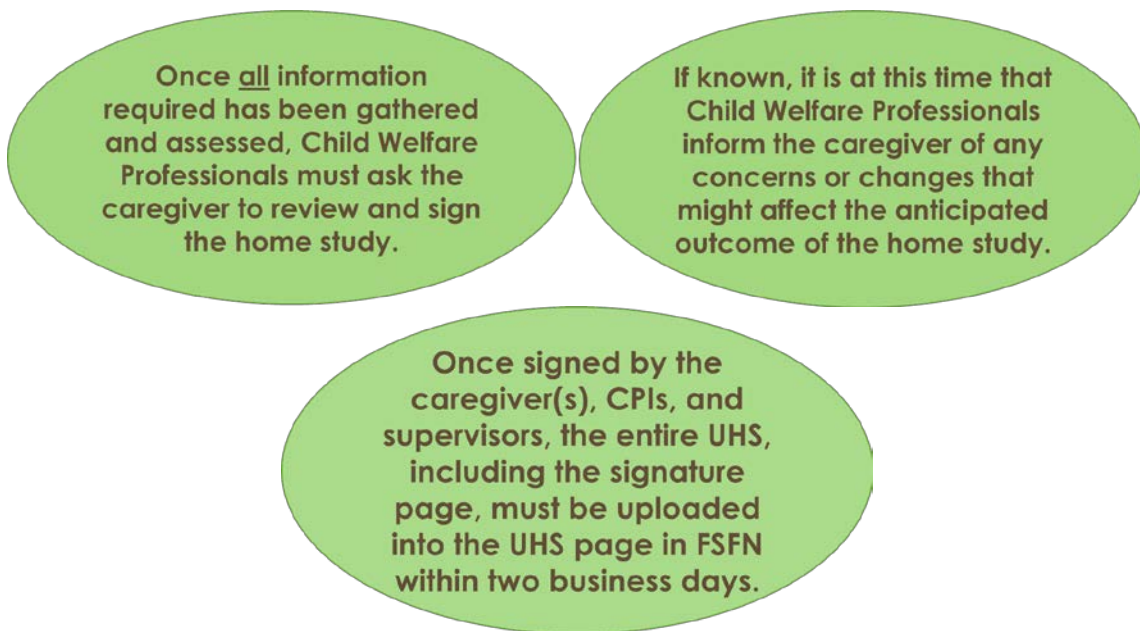 Once all information
required has been gathered
and assessed, Child Welfare
Professionals must ask the
caregiver to review and sign
the home study.
If known, it is at this time that
Child Welfare Professionals
inform the caregiver of any
concerns or changes that
might affect the anticipated
outcome of the home study.
Once signed by the
caregiver(s), CPIs, and
supervisors, the entire UHS,
including the signature
page, must be uploaded
into the UHS page in FSFN
within two business days.